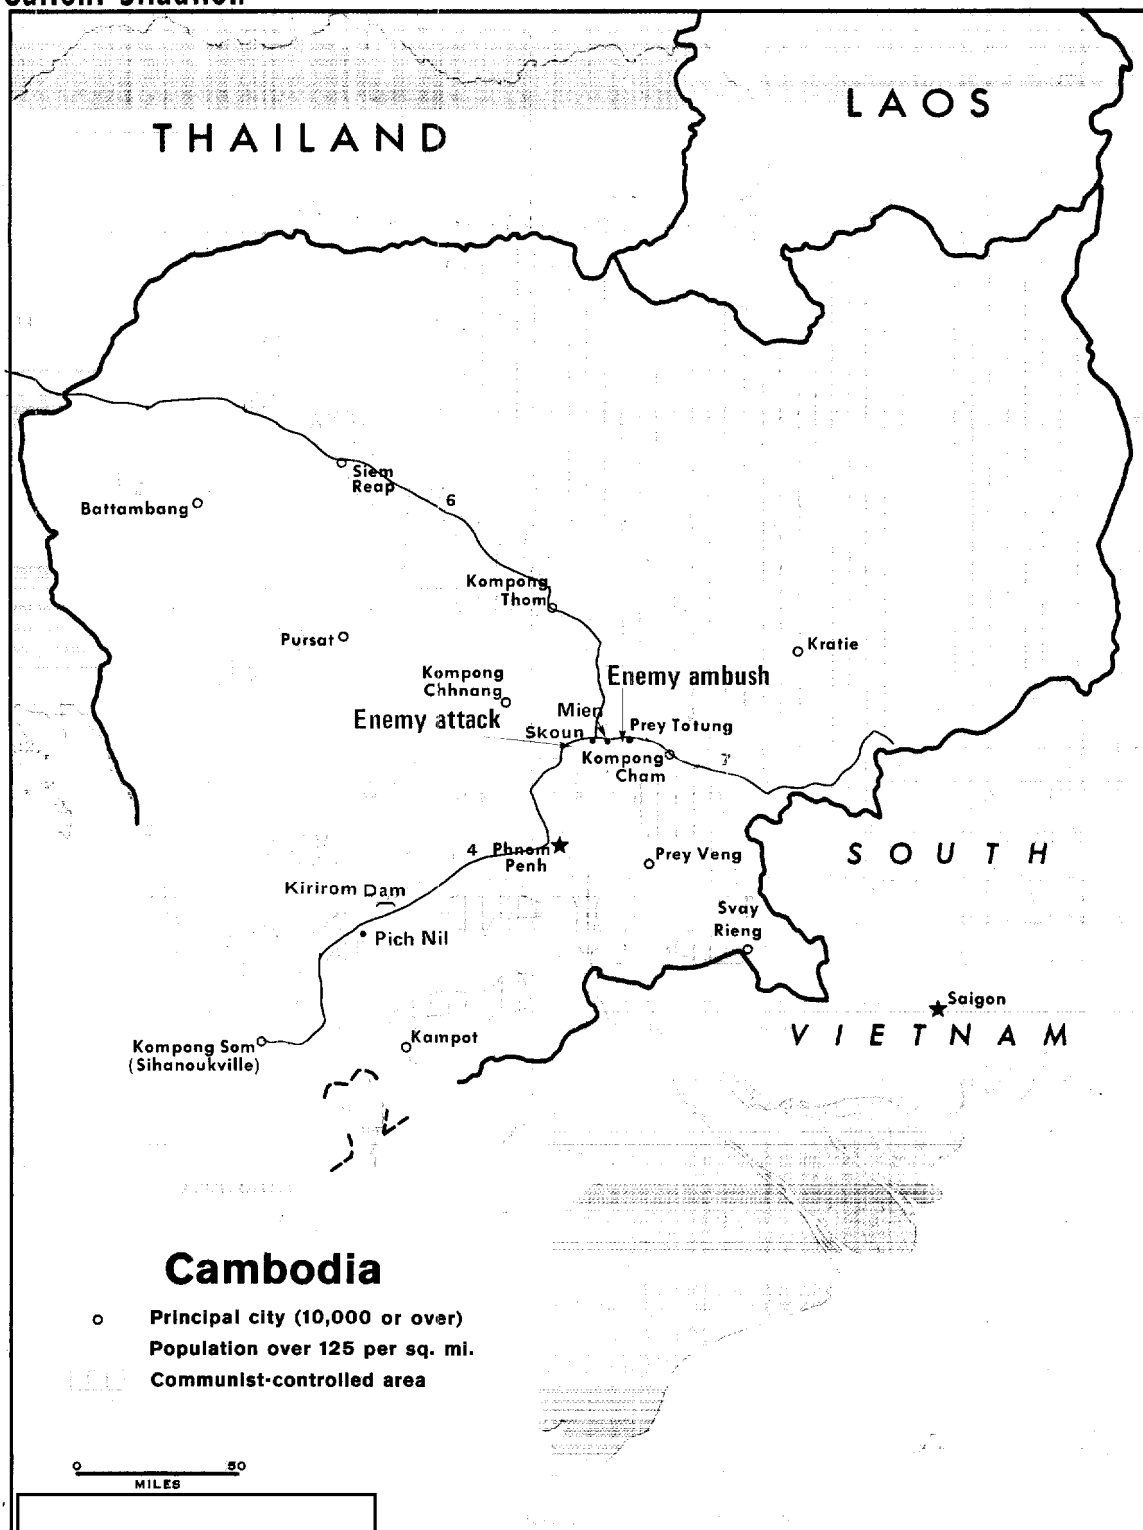 Current Situation
THAILAND
LAOS
Siem
Reap
6
Battambang
Kompong
Thom
Pursat
Kratie
Kompong
Chhnang
Enemy ambush
Enemy attack
Mien
Skoun
Prey Totung
Kompong
Cham
7
4
Phnom
Penh
Prey Veng
SOUTH
Kirirom Dam
Svay
Rieng
Pich Nil
Saigon
VIETNAM
Kompong Som
(Sihanoukville)
Kampot
Cambodia
Principal city (10,000 or over)
Population over 125 per sq. mi.
Communist-controlled area
0 50
MILES